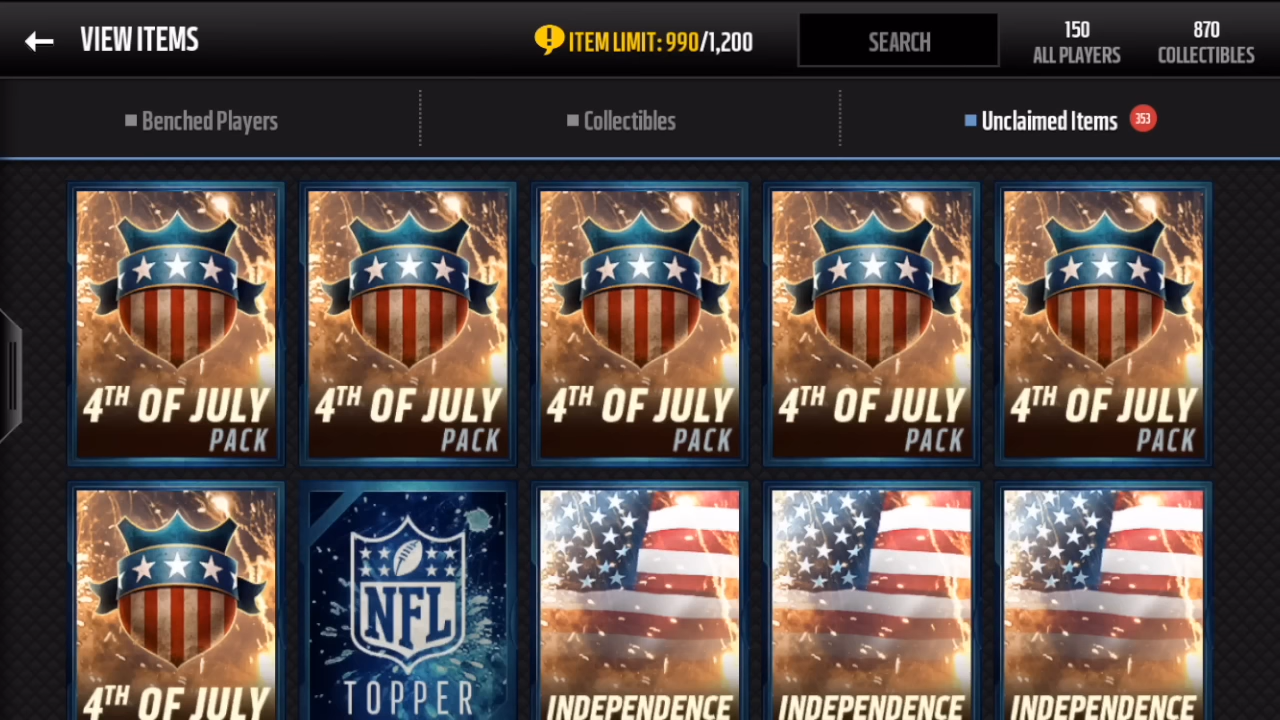 VIEW ITEMS
! ITEM LIMIT: 990/1,200
SEARCH
150
ALL PLAYERS
870
COLLECTIBLES
Benched Players
Collectibles
Unclaimed Items
353
4TH OF JULY
PACK
4TH OF JULY
PACK
4TH OF JULY
PACK
4TH OF JULY
PACK
4TH OF JULY
PACK
4TH OF JULY
NFL
TOPPER
INDEPENDENCE
INDEPENDENCE
INDEPENDENCE